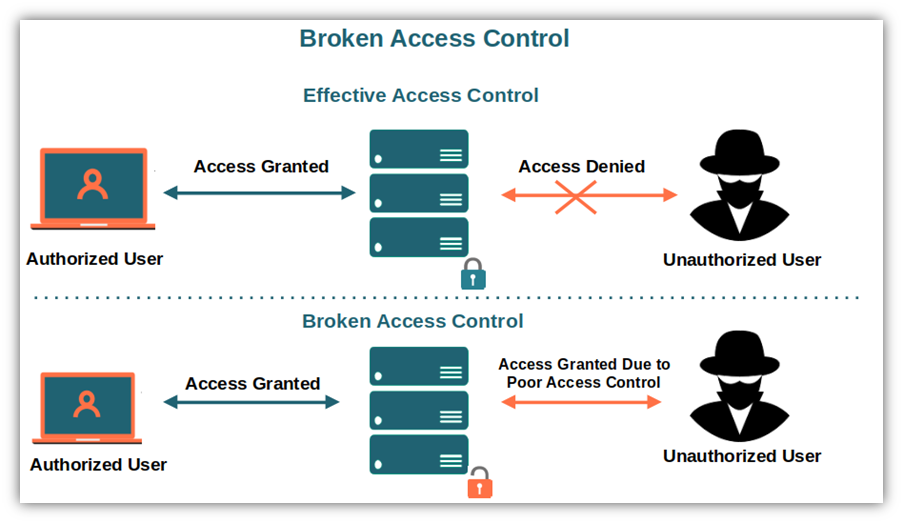 Broken Access Control
Effective Access Control
Access Granted
Access Denied
Authorized User
Unauthorized User
Broken Access Control
Access Granted
Access Granted Due to
Poor Access Control
Authorized User
Unauthorized User